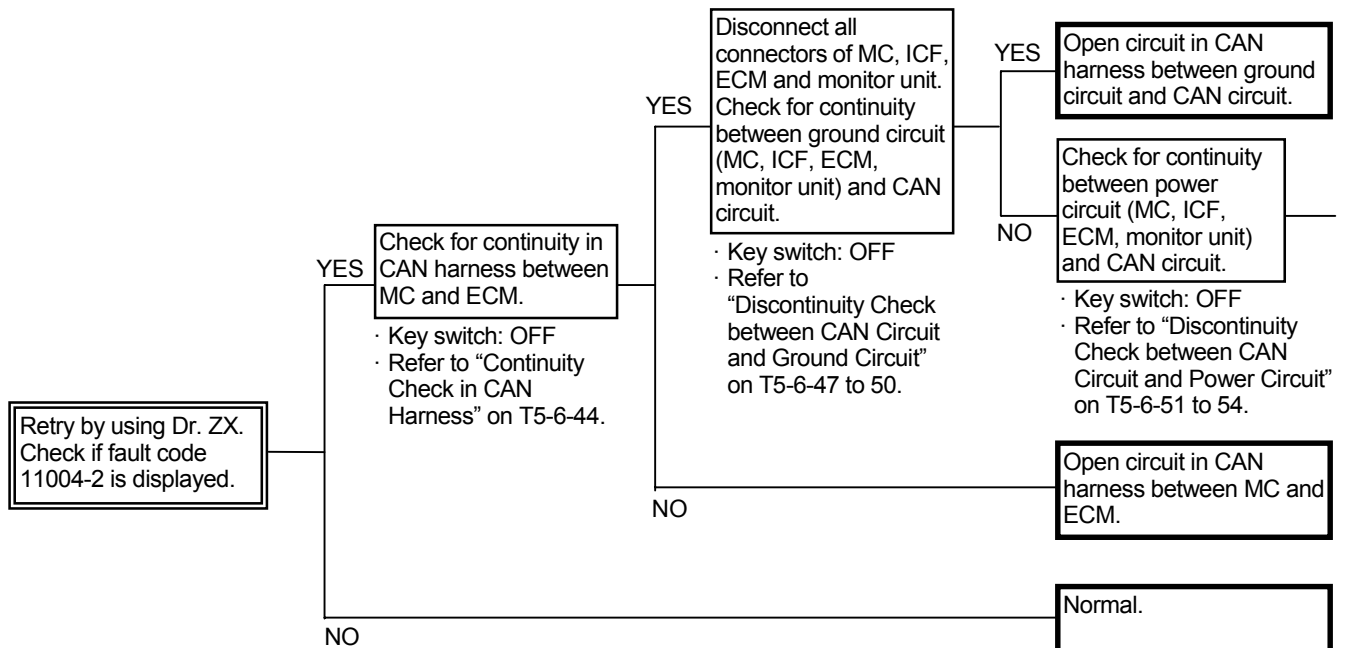 Retry by using Dr. ZX.
Check if fault code
11004-2 is displayed.
YES
Check for continuity in
CAN harness between
MC and ECM.
· Key switch: OFF
· Refer to “Continuity
Check in CAN
Harness” on T5-6-44.
YES
Disconnect all
connectors of MC, ICF,
ECM and monitor unit.
Check for continuity
between ground circuit
(MC, ICF, ECM,
monitor unit) and CAN
circuit.
· Key switch: OFF
· Refer to
“Discontinuity Check
between CAN Circuit
and Ground Circuit”
on T5-6-47 to 50.
YES
Open circuit in CAN
harness between ground
circuit and CAN circuit.
NO
Check for continuity
between power
circuit (MC, ICF,
ECM, monitor unit)
and CAN circuit.
· Key switch: OFF
· Refer to “Discontinuity
Check between CAN
Circuit and Power Circuit”
on T5-6-51 to 54.
NO
Open circuit in CAN
harness between MC and
ECM.
NO
Normal.